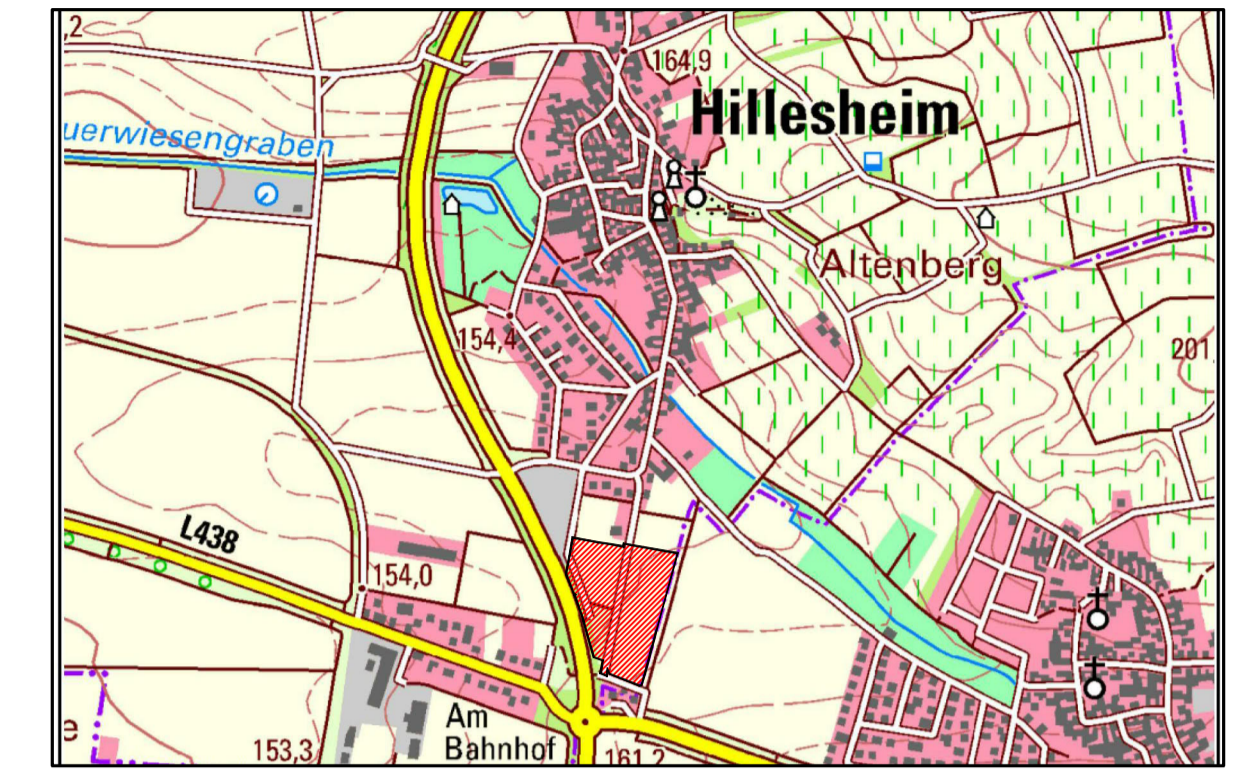 ,2
164,9
Hillesheim
uerwiesengraben
Altenberg
154,4
201
L438
154,0
Am
Bahnhof
e
153,3
161,2